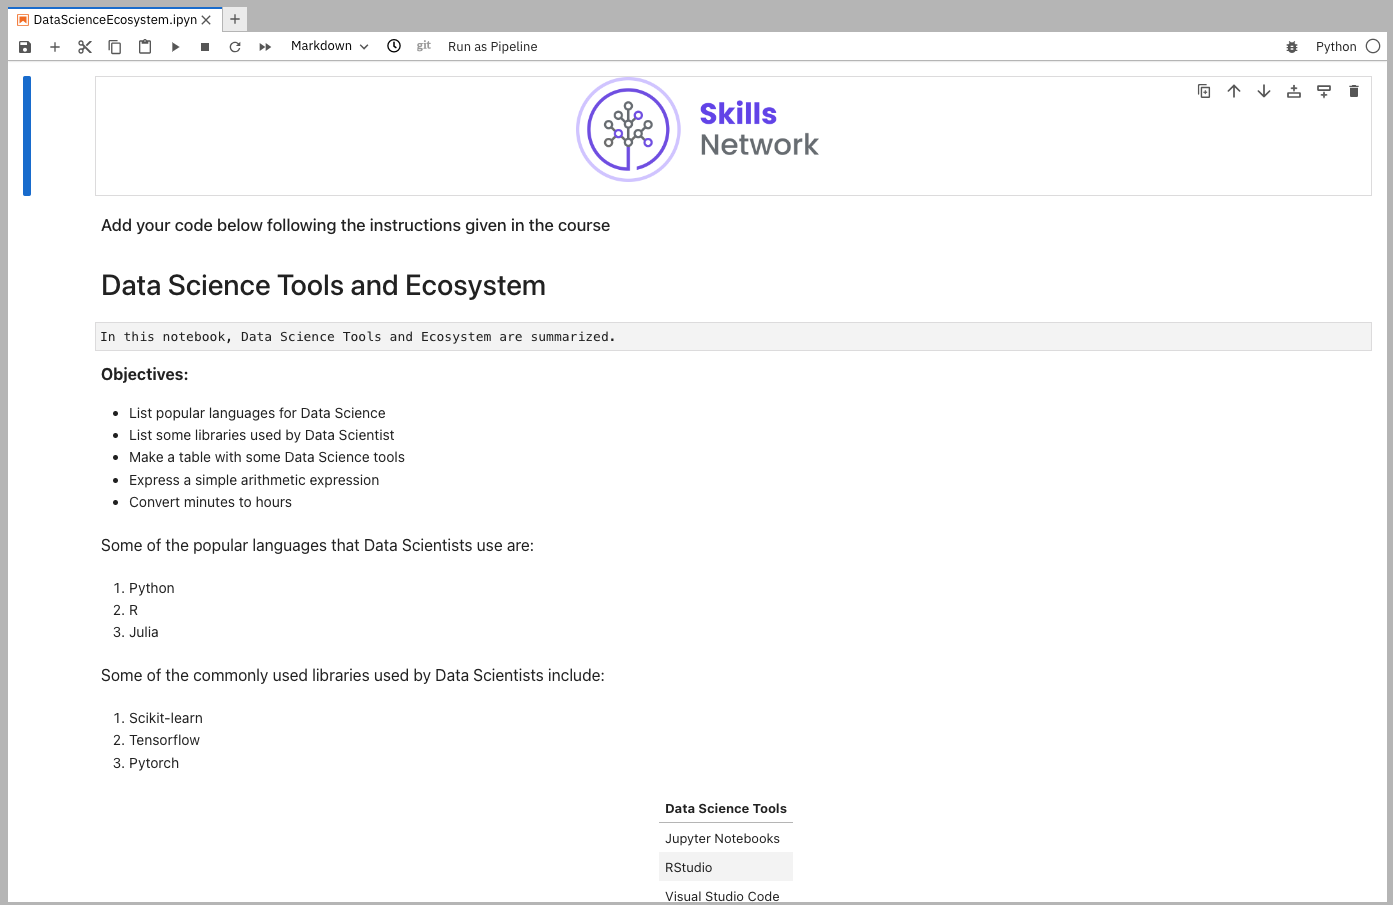 DataScienceEcosystem.ipyn
Markdown
git
Run as Pipeline
Python
Skills
Network
Add your code below following the instructions given in the course
Data Science Tools and Ecosystem
In this notebook, Data Science Tools and Ecosystem are summarized.
Objectives:
• List popular languages for Data Science
• List some libraries used by Data Scientist
• Make a table with some Data Science tools
• Express a simple arithmetic expression
• Convert minutes to hours
Some of the popular languages that Data Scientists use are:
1. Python
2. R
3. Julia
Some of the commonly used libraries used by Data Scientists include:
1. Scikit-learn
2. Tensorflow
3. Pytorch
Data Science Tools
Jupyter Notebooks
RStudio
Visual Studio Code